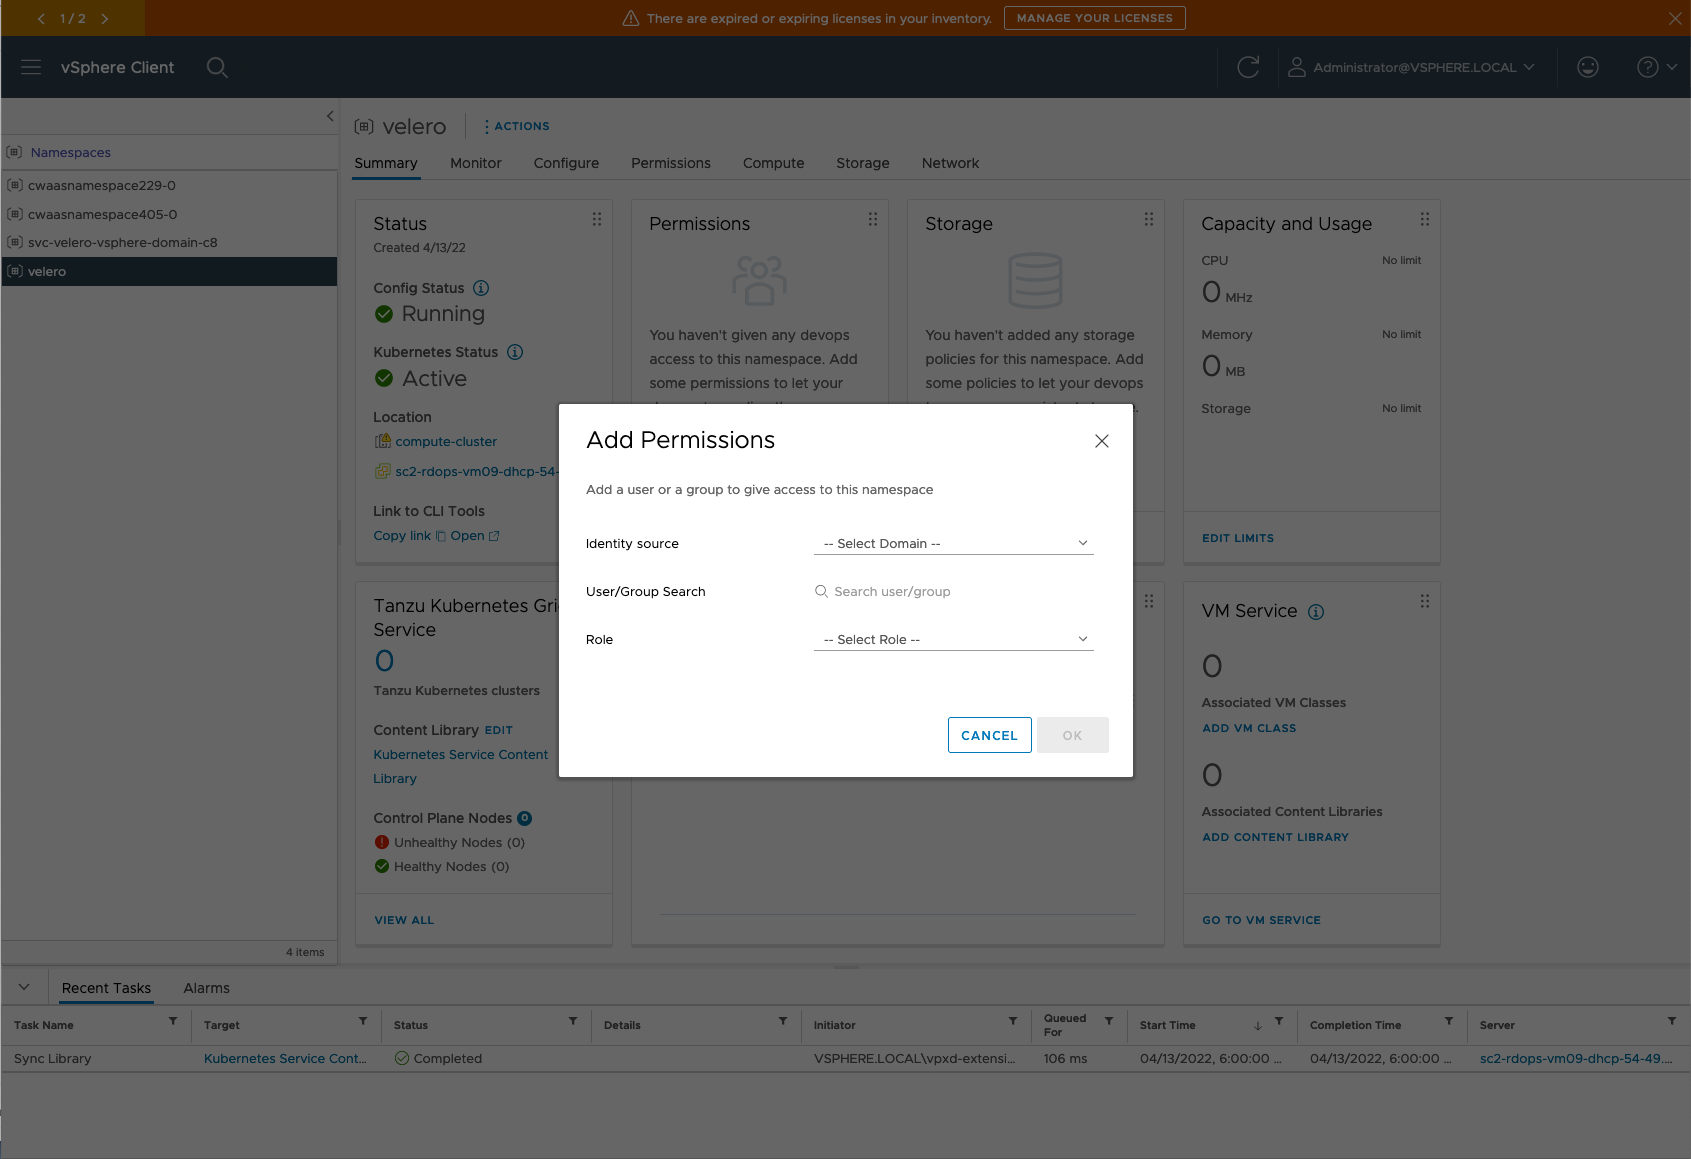 1 / 2
There are expired or expiring licenses in your inventory.
MANAGE YOUR LICENSES
vSphere Client
Administrator@VSPHERE.LOCAL
Namespaces
cwaasnamespace229-0
cwaasnamespace405-0
svc-velero-vsphere-domain-c8
velero
4 items
velero
ACTIONS
Summary Monitor Configure Permissions Compute Storage Network
Status
Created 4/13/22
Config Status
Running
Kubernetes Status
Active
Location
compute-cluster
sc2-rdops-vm09-dhcp-54-
Link to CLI Tools
Copy link Open
Permissions
You haven't given any devops
access to this namespace. Add
some permissions to let your
Storage
You haven't added any storage
policies for this namespace. Add
some policies to let your devops
Capacity and Usage
CPU No limit
0 MHz
Memory No limit
0 MB
Storage No limit
EDIT LIMITS
Add Permissions
Add a user or a group to give access to this namespace
Identity source -- Select Domain --
User/Group Search Search user/group
Role -- Select Role --
CANCEL OK
Tanzu Kubernetes Gri
Service
0
Tanzu Kubernetes clusters
Content Library EDIT
Kubernetes Service Content
Library
Control Plane Nodes 0
Unhealthy Nodes (0)
Healthy Nodes (0)
VIEW ALL
VM Service
0
Associated VM Classes
ADD VM CLASS
0
Associated Content Libraries
ADD CONTENT LIBRARY
GO TO VM SERVICE
Recent Tasks Alarms
Task Name Target Status Details Initiator Queued For Start Time Completion Time Server
Sync Library Kubernetes Service Cont... Completed VSPHERE.LOCAL\vpxd-extensi... 106 ms 04/13/2022, 6:00:00 ... 04/13/2022, 6:00:00 ... sc2-rdops-vm09-dhcp-54-49....